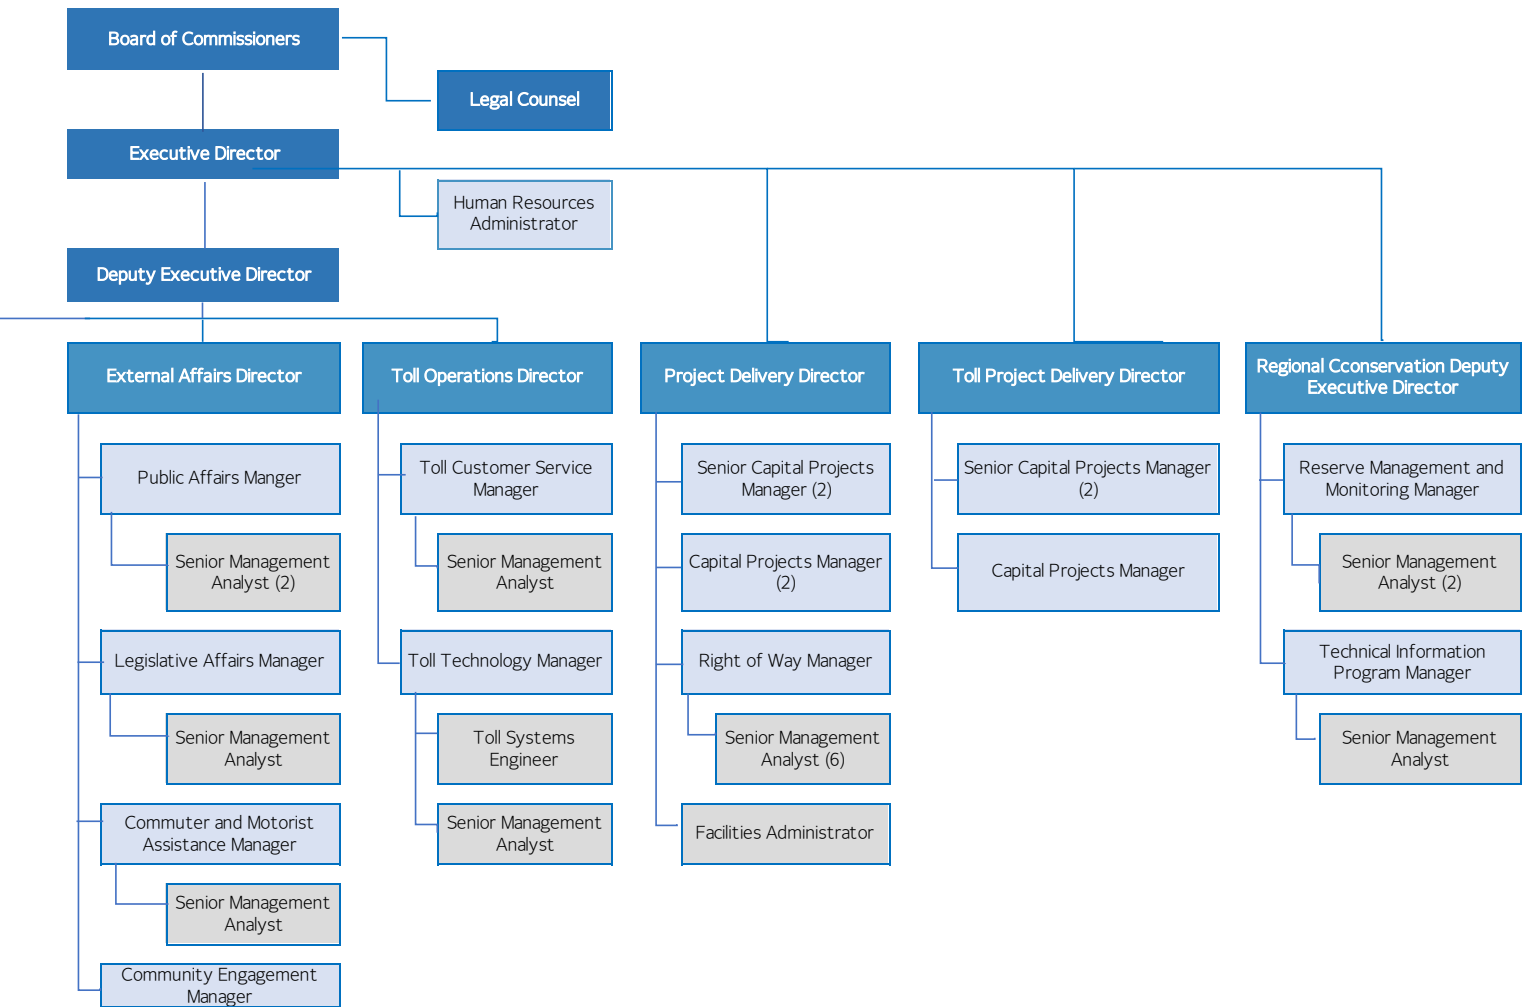 Board of Commissioners
Legal Counsel
Executive Director
Human Resources
Administrator
Deputy Executive Director
External Affairs Director
Public Affairs Manger
Senior Management
Analyst (2)
Legislative Affairs Manager
Senior Management
Analyst
Commuter and Motorist
Assistance Manager
Senior Management
Analyst
Community Engagement
Manager
Toll Operations Director
Toll Customer Service
Manager
Senior Management
Analyst
Toll Technology Manager
Toll Systems
Engineer
Senior Management
Analyst
Project Delivery Director
Senior Capital Projects
Manager (2)
Capital Projects Manager
(2)
Right of Way Manager
Senior Management
Analyst (6)
Facilities Administrator
Toll Project Delivery Director
Senior Capital Projects Manager
(2)
Capital Projects Manager
Regional Cconservation Deputy
Executive Director
Reserve Management and
Monitoring Manager
Senior Management
Analyst (2)
Technical Information
Program Manager
Senior Management
Analyst